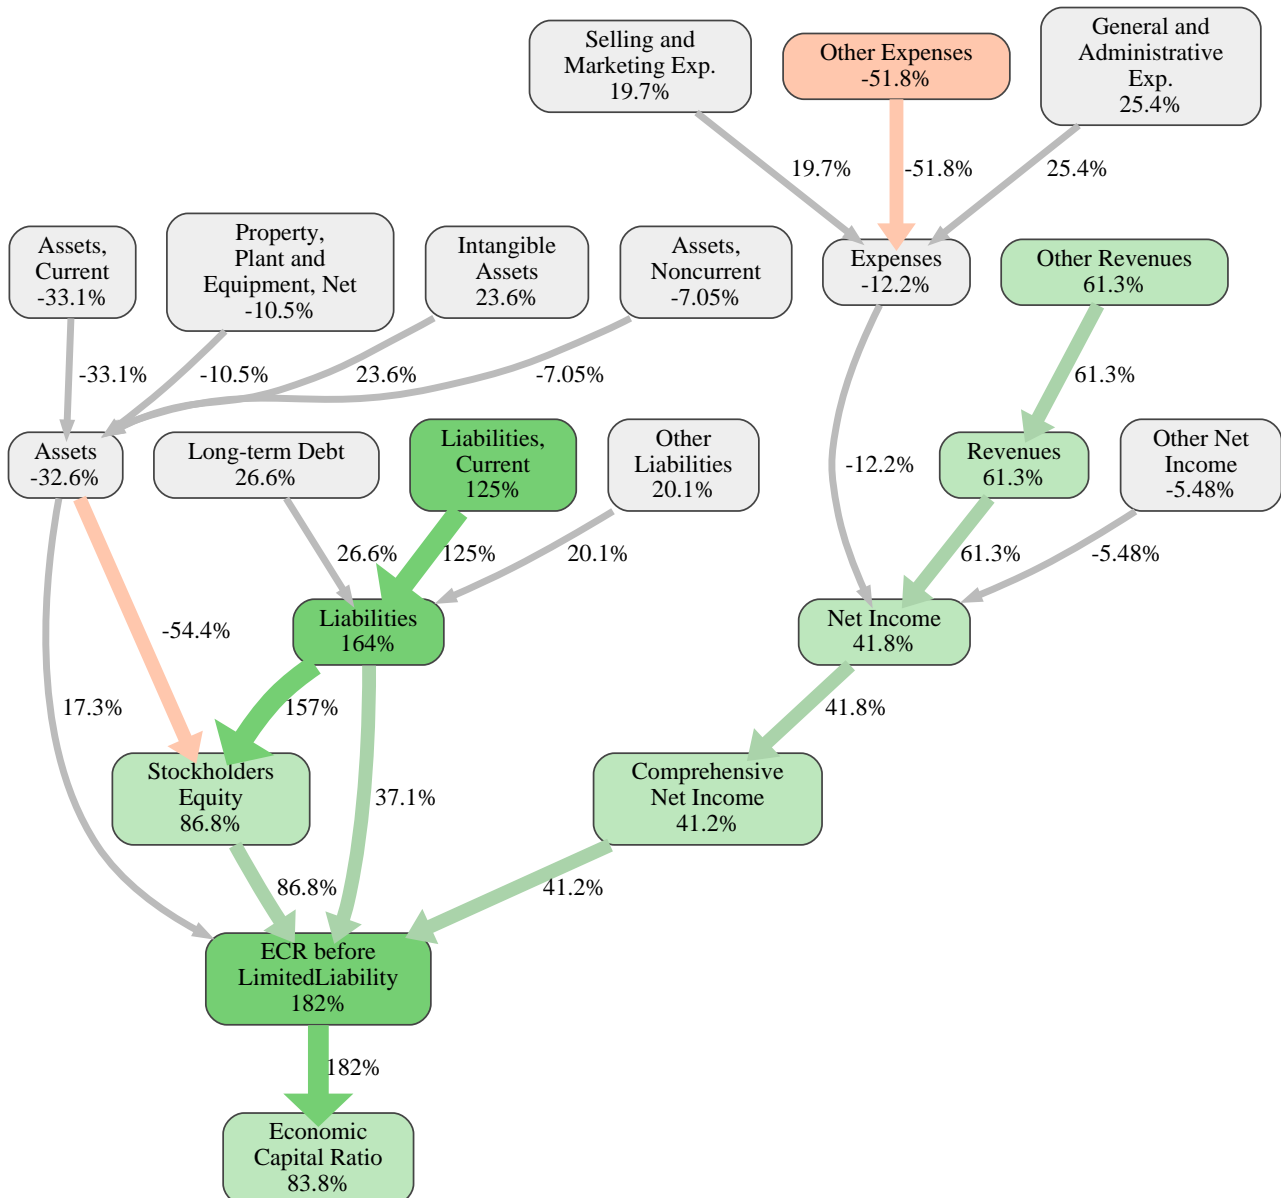 Selling and
Marketing Exp.
19.7%
Other Expenses
-51.8%
General and
Administrative
Exp.
25.4%
19.7%
-51.8%
25.4%
Assets,
Current
-33.1%
Property,
Plant and
Equipment, Net
-10.5%
Intangible
Assets
23.6%
Assets,
Noncurrent
-7.05%
Expenses
-12.2%
Other Revenues
61.3%
-33.1%
-10.5%
23.6%
-7.05%
61.3%
Assets
-32.6%
Long-term Debt
26.6%
Liabilities,
Current
125%
Other
Liabilities
20.1%
-12.2%
Revenues
61.3%
Other Net
Income
-5.48%
26.6%
125%
20.1%
61.3%
-5.48%
Liabilities
164%
Net Income
41.8%
-54.4%
17.3%
157%
41.8%
Stockholders
Equity
86.8%
37.1%
Comprehensive
Net Income
41.2%
86.8%
41.2%
ECR before
LimitedLiability
182%
182%
Economic
Capital Ratio
83.8%